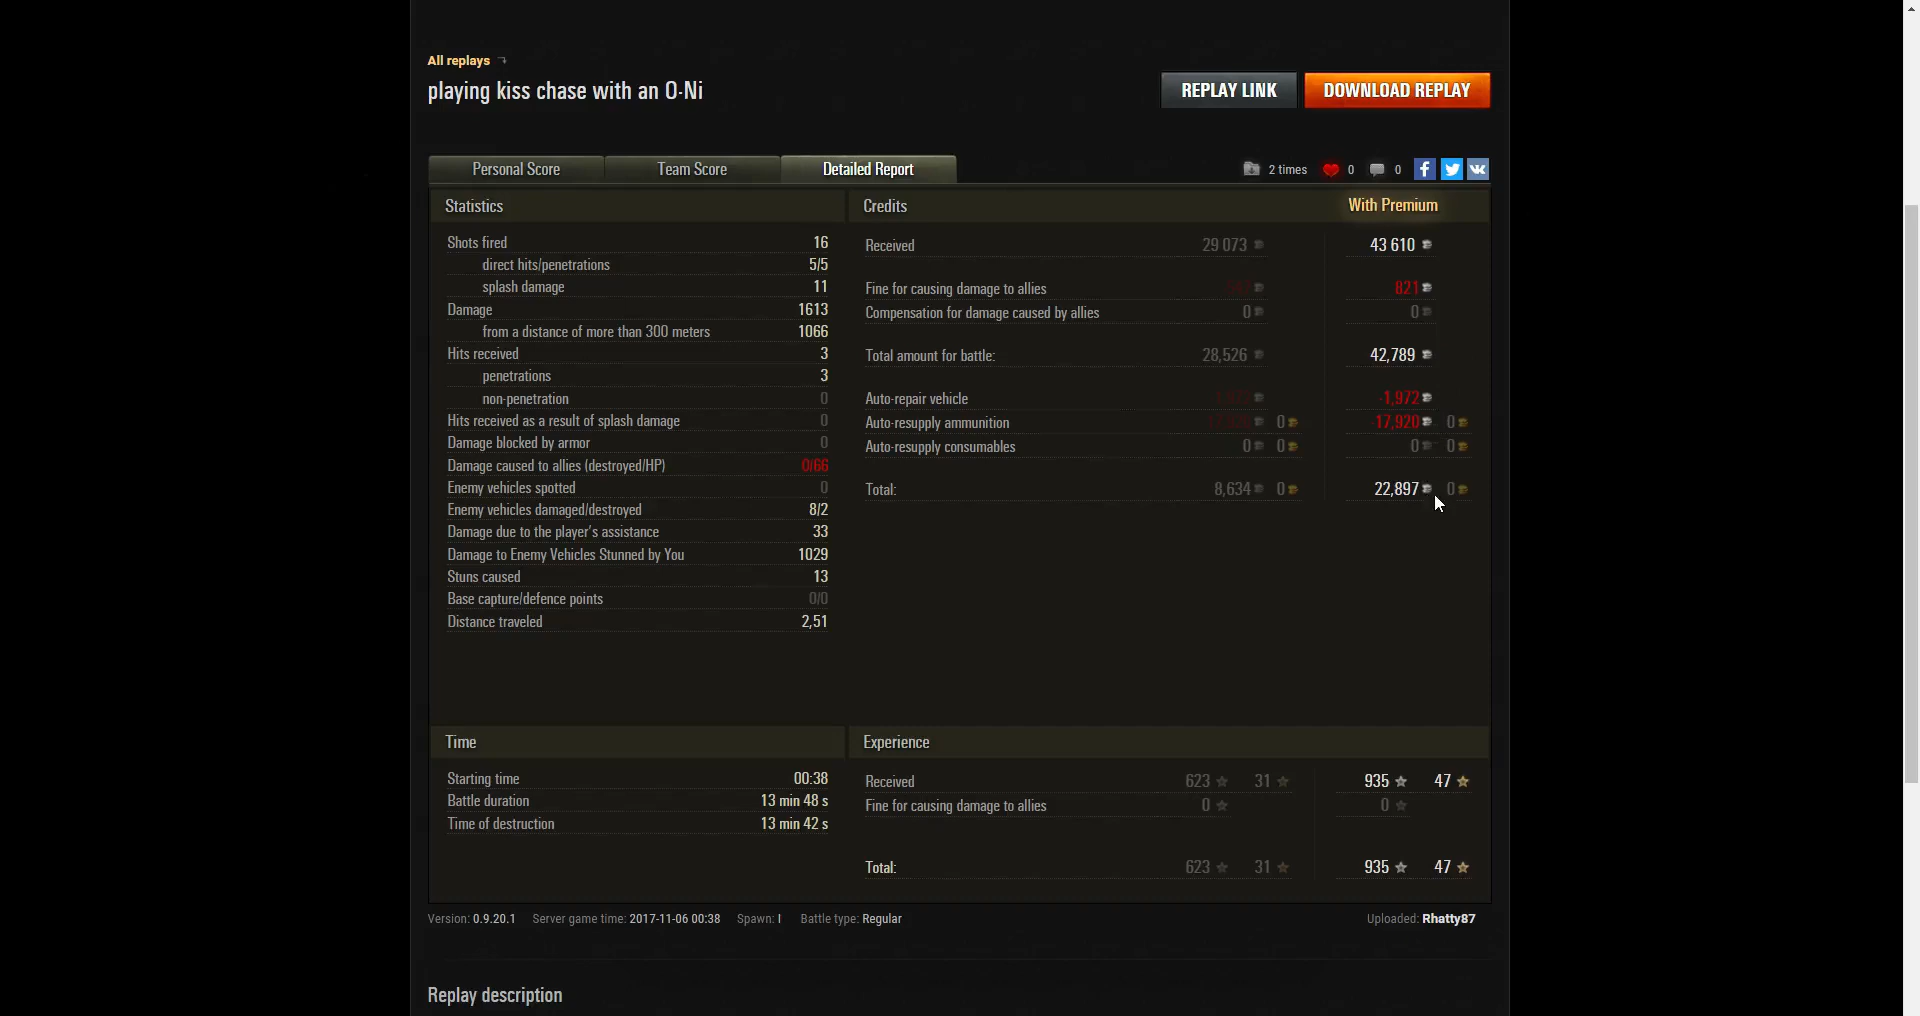 All replays
playing kiss chase with an O-Ni
REPLAY LINK
DOWNLOAD REPLAY
Personal Score
Team Score
Detailed Report
2 times
0
0
Statistics
Shots fired 16
direct hits/penetrations 5/5
splash damage 11
Damage 1613
from a distance of more than 300 meters 1066
Hits received 3
penetrations 3
non-penetration 0
Hits received as a result of splash damage 0
Damage blocked by armor 0
Damage caused to allies (destroyed/HP) 0/66
Enemy vehicles spotted 0
Enemy vehicles damaged/destroyed 8/2
Damage due to the player's assistance 33
Damage to Enemy Vehicles Stunned by You 1029
Stuns caused 13
Base capture/defence points 0/0
Distance traveled 2,51
Credits With Premium
Received 29 073 43 610
Fine for causing damage to allies 821
Compensation for damage caused by allies 0 0
Total amount for battle: 28,526 42,789
Auto-repair vehicle -1,972
Auto-resupply ammunition 0 -17,920 0
Auto-resupply consumables 0 0 0 0
Total: 8,634 0 22,897 0
Time
Starting time 00:38
Battle duration 13 min 48 s
Time of destruction 13 min 42 s
Experience
Received 623 31 935 47
Fine for causing damage to allies 0 0
Total: 623 31 935 47
Version: 0.9.20.1 Server game time: 2017-11-06 00:38 Spawn: I Battle type: Regular Uploaded: Rhatty87
Replay description